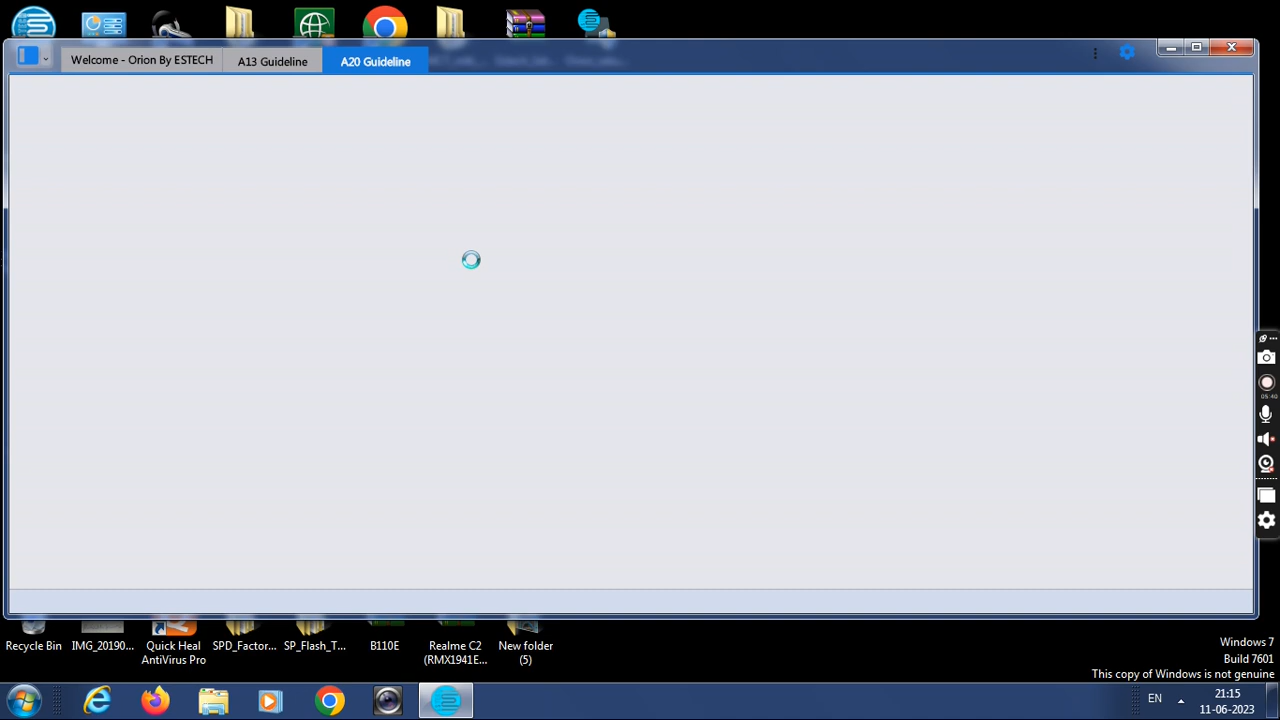 Welcome - Orion By ESTECH
A13 Guideline
A20 Guideline
05:40
Recycle Bin
IMG_20190...
Quick Heal
AntiVirus Pro
SPD_Factor...
SP_Flash_T...
B110E
Realme C2
(RMX1941E...
New folder
(5)
Windows 7
Build 7601
This copy of Windows is not genuine
EN
21:15
11-06-2023